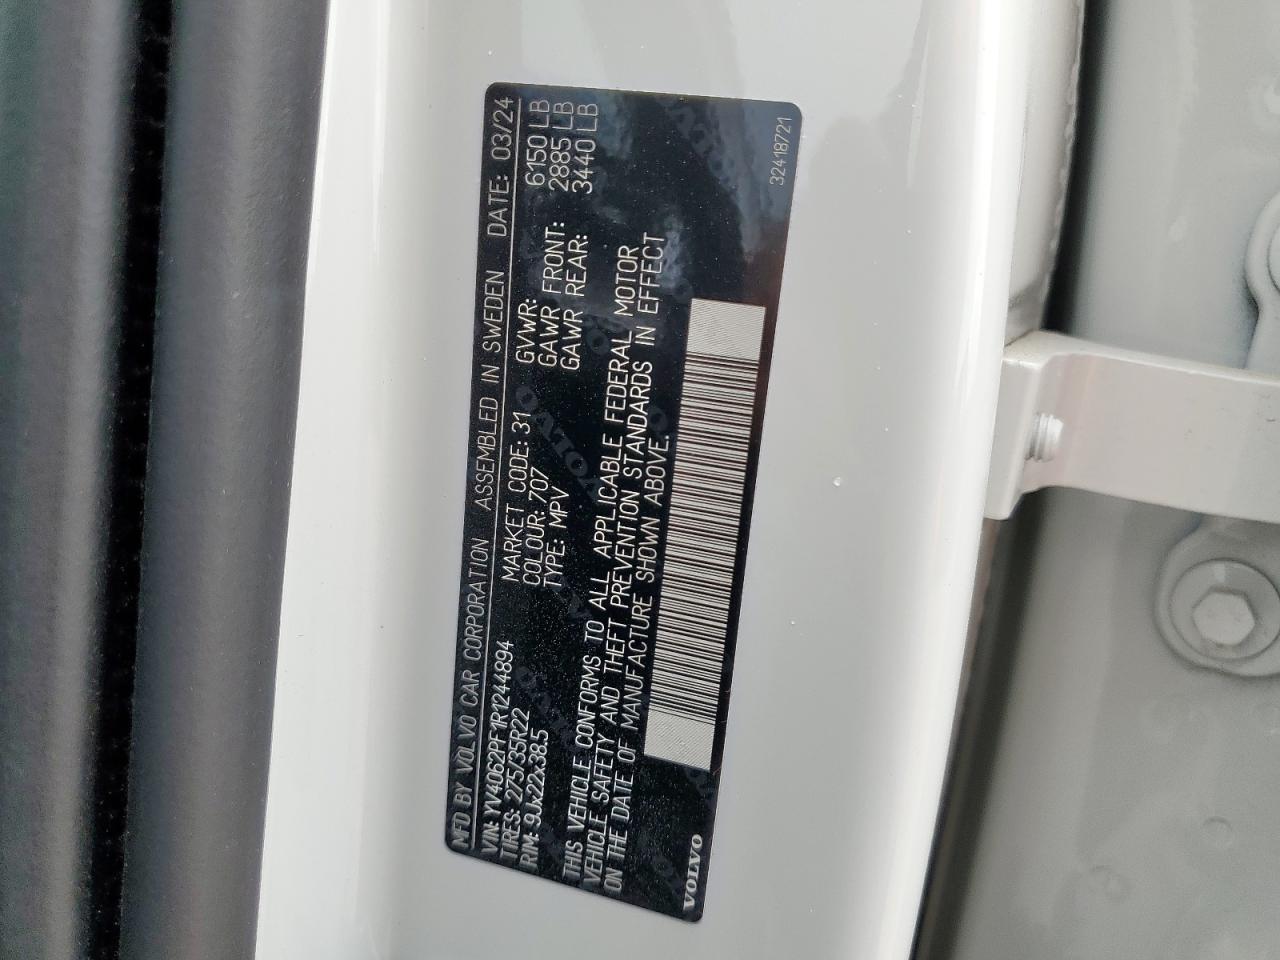 MFD BY VOLVO CAR CORPORATION ASSEMBLED IN SWEDEN DATE: 03/24
VIN: YV4062PF1R1244894 MARKET CODE: 31 GVWR: 6150 LB
TIRES: 275/35R22 COLOUR: 707 GAWR FRONT: 2885 LB
RIM: 9Jx22x38.5 TYPE: MPV GAWR REAR: 3440 LB
THIS VEHICLE CONFORMS TO ALL APPLICABLE FEDERAL MOTOR
VEHICLE SAFETY AND THEFT PREVENTION STANDARDS IN EFFECT
ON THE DATE OF MANUFACTURE SHOWN ABOVE.
VOLVO 32418721